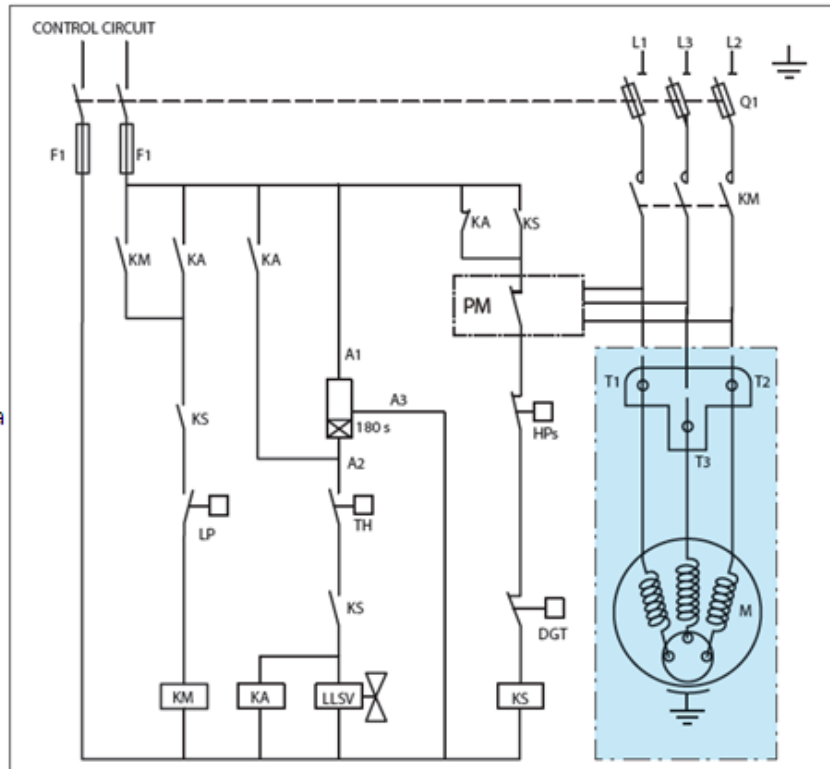 CONTROL CIRCUIT
L1 L3 L2
Q1
F1 F1
KM
KM KA KA KA KS
PM
A1
T1 T2
A3
KS 180 s HPs
A2 T3
LP TH
KS DGT M
KM KA LLSV KS